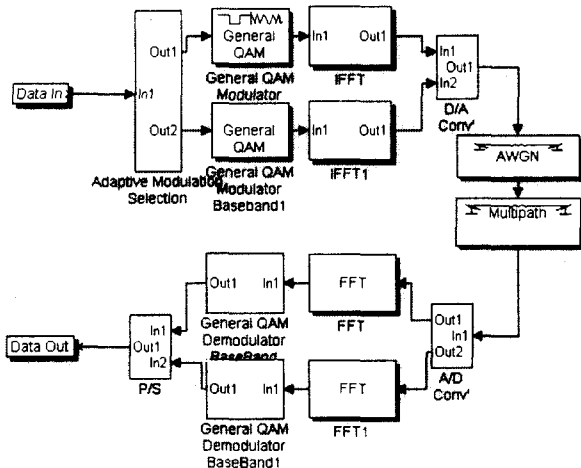 Data In
In1
Out1
Out2
Adaptive Modulation
Selection
General
QAM
General QAM
Modulator
General
QAM
General QAM
Modulator
Baseband1
In1
Out1
IFFT
In1
Out1
IFFT1
In1
Out1
In2
D/A
Conv'
AWGN
Multipath
Out1
In1
Out2
A/D
Conv'
FFT
FFT
FFT
FFT1
Out1
In1
General QAM
Demodulator
BaseBand
Out1
In1
General QAM
Demodulator
BaseBand1
In1
Out1
In2
P/S
Data Out